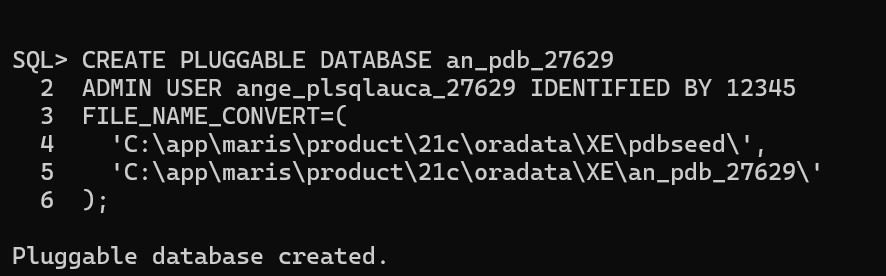 SQL> CREATE PLUGGABLE DATABASE an_pdb_27629
  2  ADMIN USER ange_plsqlauca_27629 IDENTIFIED BY 12345
  3  FILE_NAME_CONVERT=(
  4    'C:\app\maris\product\21c\oradata\XE\pdbseed\',
  5    'C:\app\maris\product\21c\oradata\XE\an_pdb_27629\'
  6  );
Pluggable database created.